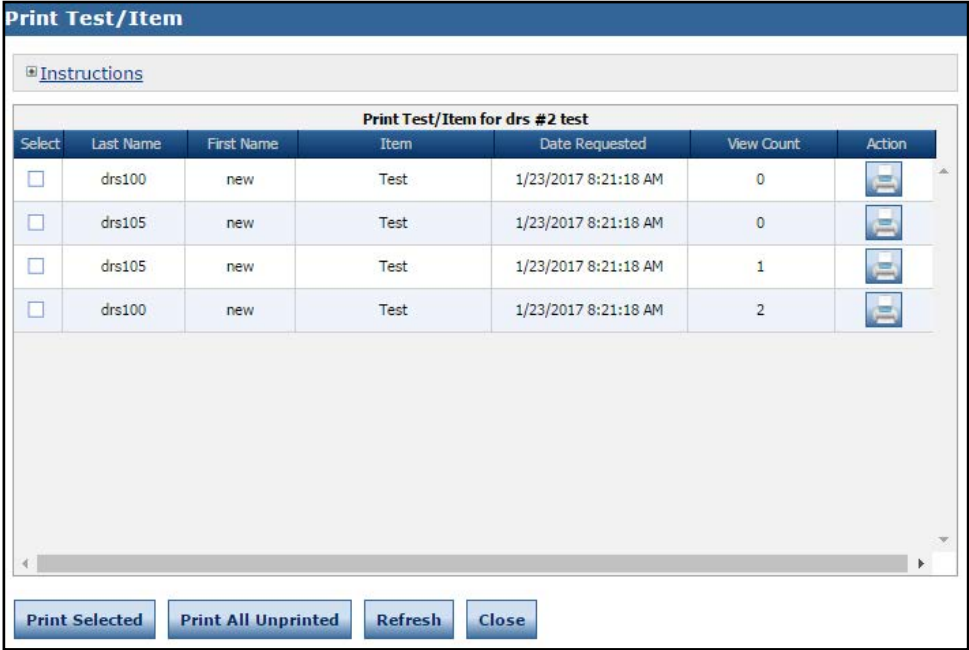 Print Test/Item
Instructions
Print Test/Item for drs #2 test
Select Last Name First Name Item Date Requested View Count Action
drs100 new Test 1/23/2017 8:21:18 AM 0
drs105 new Test 1/23/2017 8:21:18 AM 0
drs105 new Test 1/23/2017 8:21:18 AM 1
drs100 new Test 1/23/2017 8:21:18 AM 2
Print Selected Print All Unprinted Refresh Close